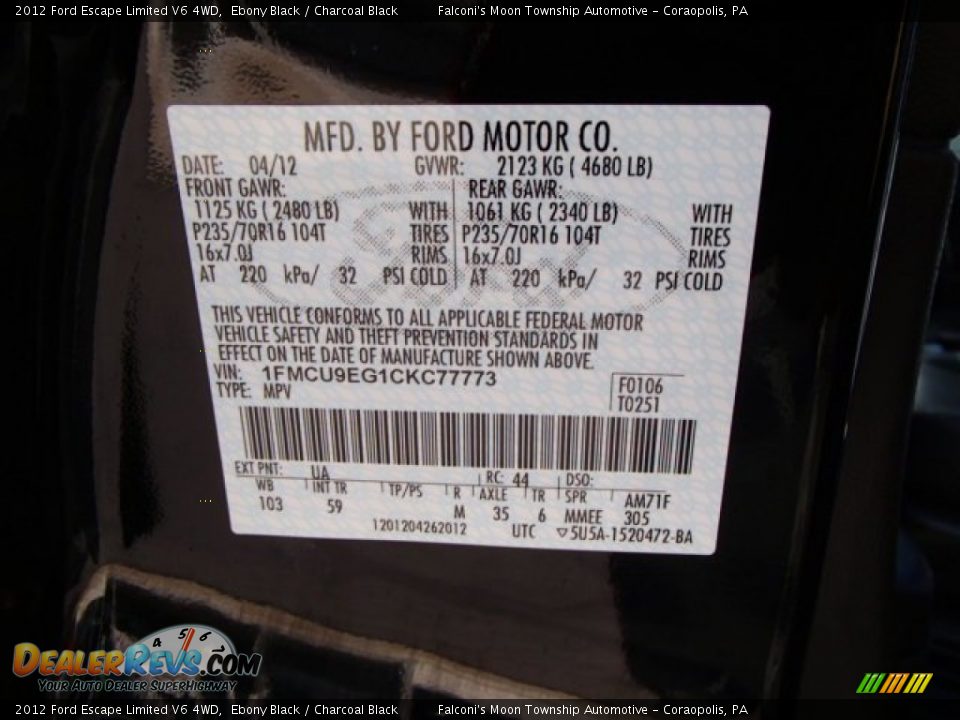 2012 Ford Escape Limited V6 4WD, Ebony Black / Charcoal Black Falconi's Moon Township Automotive - Coraopolis, PA
MFD. BY FORD MOTOR CO.
DATE: 04/12 GVWR: 2123 KG ( 4680 LB)
FRONT GAWR: REAR GAWR:
1125 KG ( 2480 LB) WITH 1061 KG ( 2340 LB) WITH
P235/70R16 104T TIRES P235/70R16 104T TIRES
16x7.0J RIMS 16x7.0J RIMS
AT 220 kPa/ 32 PSI COLD AT 220 kPa/ 32 PSI COLD
THIS VEHICLE CONFORMS TO ALL APPLICABLE FEDERAL MOTOR
VEHICLE SAFETY AND THEFT PREVENTION STANDARDS IN
EFFECT ON THE DATE OF MANUFACTURE SHOWN ABOVE.
VIN: 1FMCU9EG1CKC77773
TYPE: MPV
F0106
T0251
EXT PNT: UA RC: 44 DSO:
WB INT TR TP/PS R AXLE TR SPR AM71F
103 59 M 35 6 MMEE 305
1201204262012 UTC ▽5U5A-1520472-BA
Ford
4 5 6
DEALERREVS.COM
YOUR AUTO DEALER SUPERHIGHWAY
2012 Ford Escape Limited V6 4WD, Ebony Black / Charcoal Black Falconi's Moon Township Automotive - Coraopolis, PA